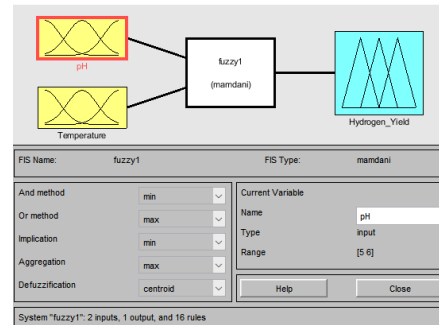 pH
Temperature
fuzzy1
(mamdani)
Hydrogen_Yield
FIS Name: fuzzy1 FIS Type: mamdani
And method min
Or method max
Implication min
Aggregation max
Defuzzification centroid
Current Variable
Name pH
Type input
Range [5 6]
Help Close
System "fuzzy1": 2 inputs, 1 output, and 16 rules